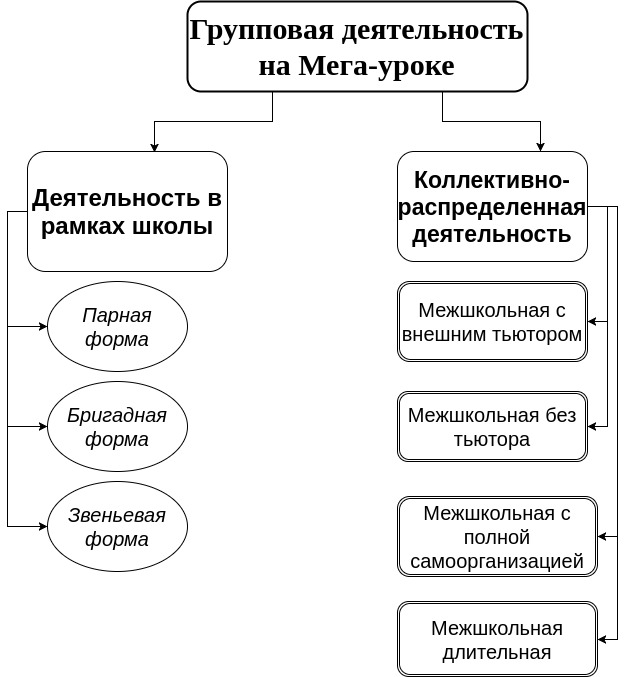 Групповая деятельность
на Мега-уроке
Деятельность в
рамках школы
Парная
форма
Бригадная
форма
Звеньевая
форма
Коллективно-
распределенная
деятельность
Межшкольная с
внешним тьютором
Межшкольная без
тьютора
Межшкольная с
полной
самоорганизацией
Межшкольная
длительная